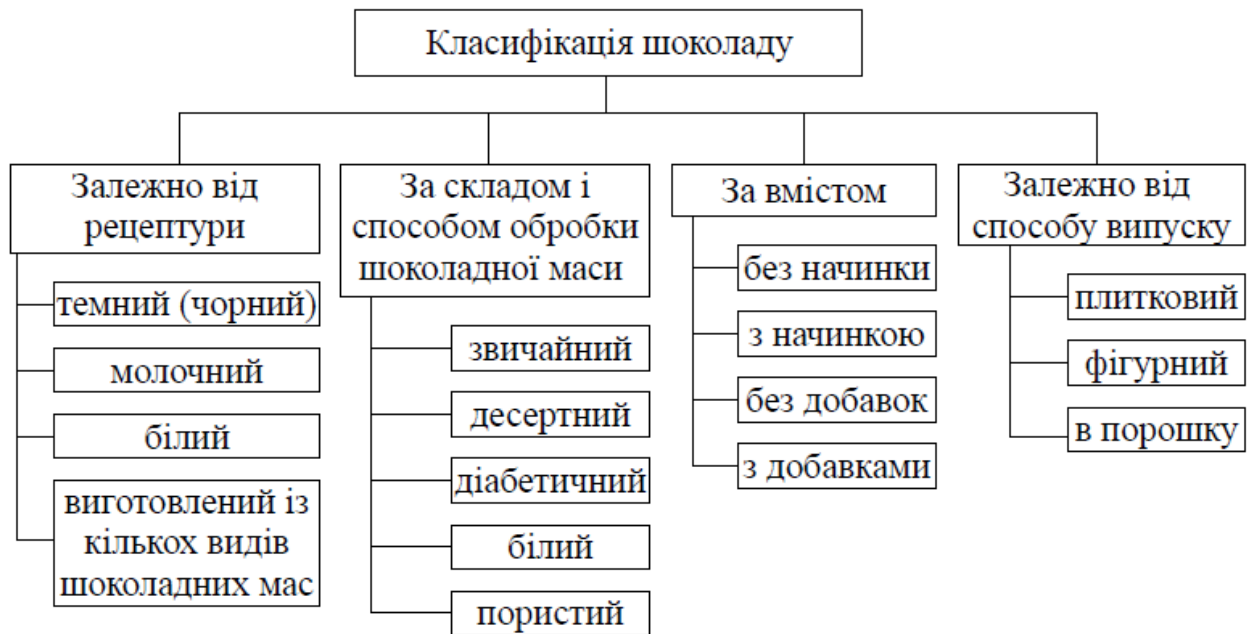 Класифікація шоколаду
Залежно від
рецептури
темний (чорний)
молочний
білий
виготовлений із
кількох видів
шоколадних мас
За складом і
способом обробки
шоколадної маси
звичайний
десертний
діабетичний
білий
пористий
За вмістом
без начинки
з начинкою
без добавок
з добавками
Залежно від
способу випуску
плитковий
фігурний
в порошку